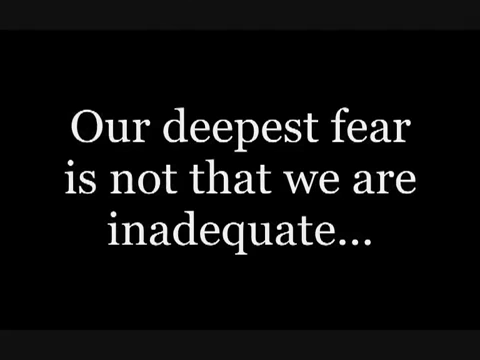 Our deepest fear
is not that we are
inadequate...